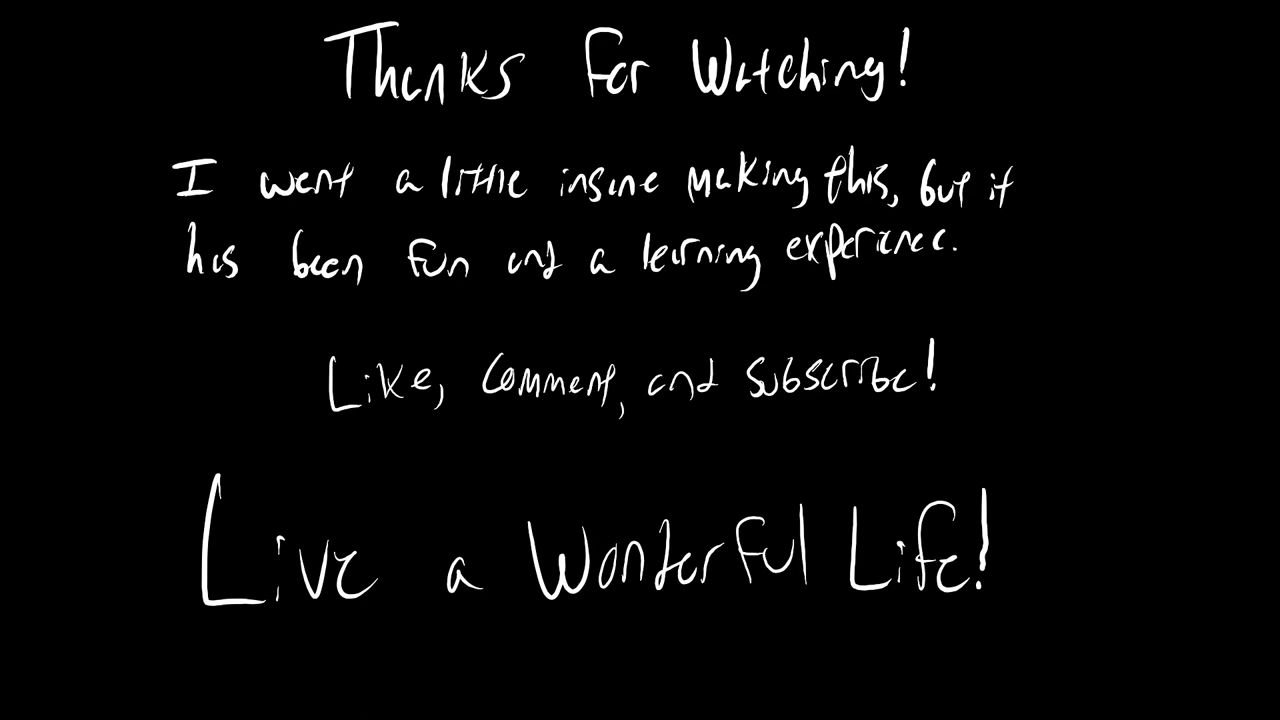 Thanks for Watching!
I went a little insane making this, but it
has been fun and a learning experience.
Like, Comment, and subscribe!
Live a Wonderful Life!